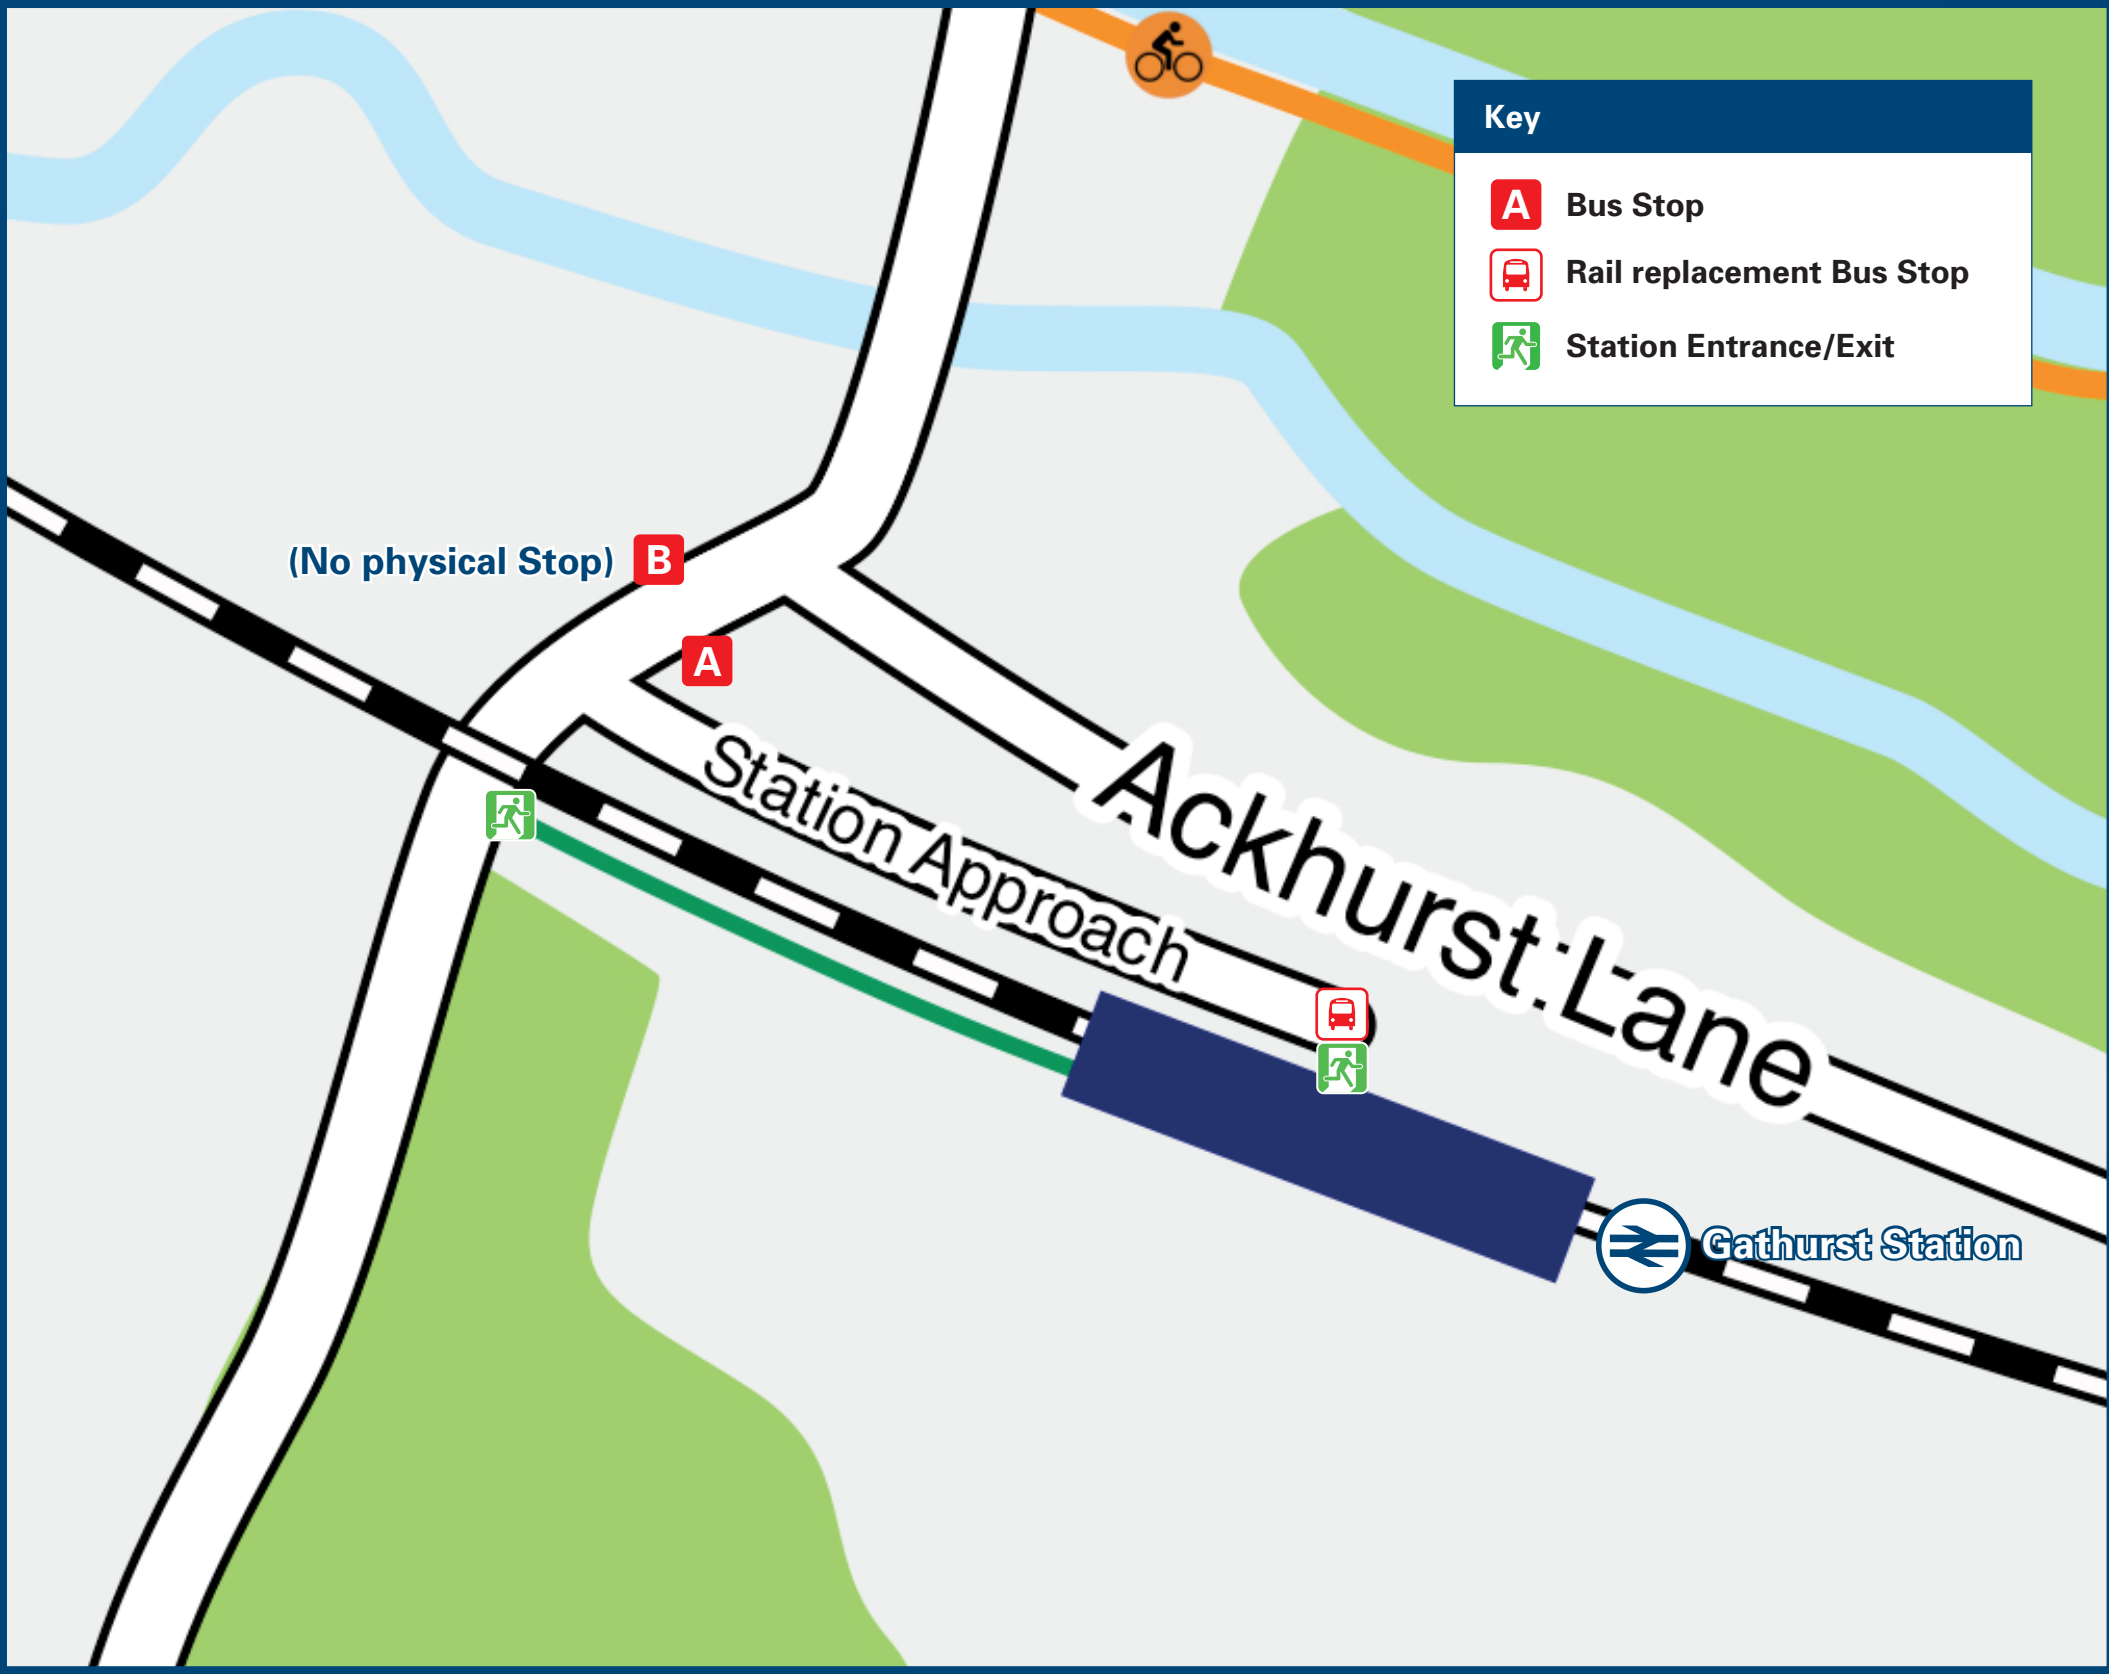 Key
A Bus Stop
Rail replacement Bus Stop
Station Entrance/Exit
(No physical Stop) B
A
Station Approach
Ackhurst Lane
Gathurst Station